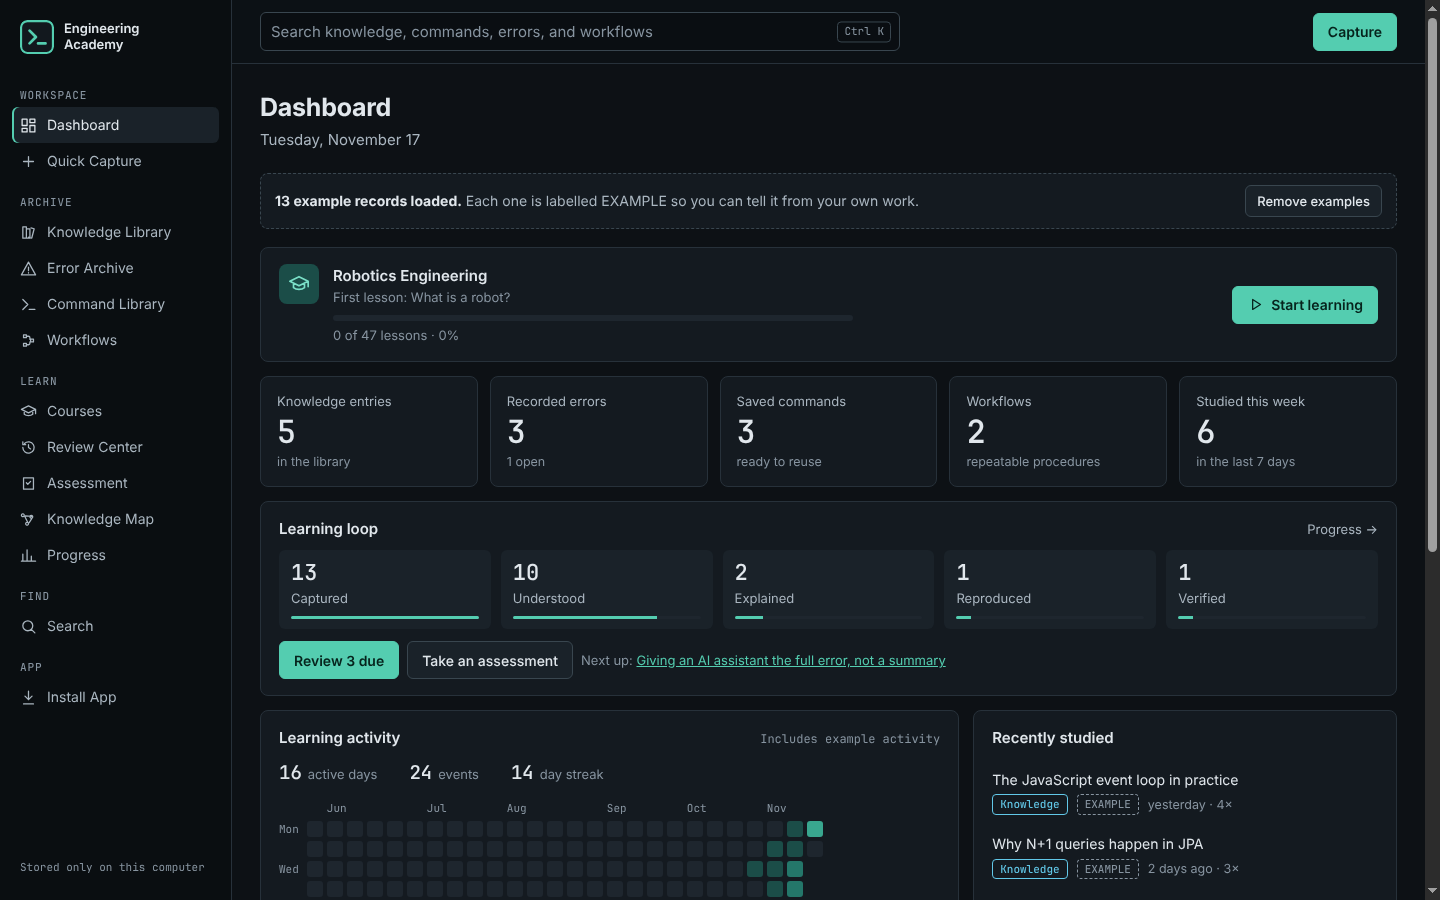 Engineering
Academy
Search knowledge, commands, errors, and workflows
Ctrl K
Capture
WORKSPACE
Dashboard
Quick Capture
ARCHIVE
Knowledge Library
Error Archive
Command Library
Workflows
LEARN
Courses
Review Center
Assessment
Knowledge Map
Progress
FIND
Search
APP
Install App
Stored only on this computer
Dashboard
Tuesday, November 17
13 example records loaded. Each one is labelled EXAMPLE so you can tell it from your own work.
Remove examples
Robotics Engineering
First lesson: What is a robot?
0 of 47 lessons · 0%
Start learning
Knowledge entries
5
in the library
Recorded errors
3
1 open
Saved commands
3
ready to reuse
Workflows
2
repeatable procedures
Studied this week
6
in the last 7 days
Learning loop
Progress →
13
Captured
10
Understood
2
Explained
1
Reproduced
1
Verified
Review 3 due
Take an assessment
Next up: Giving an AI assistant the full error, not a summary
Learning activity
Includes example activity
16 active days
24 events
14 day streak
Jun Jul Aug Sep Oct Nov
Mon
Wed
Recently studied
The JavaScript event loop in practice
Knowledge EXAMPLE yesterday · 4×
Why N+1 queries happen in JPA
Knowledge EXAMPLE 2 days ago · 3×